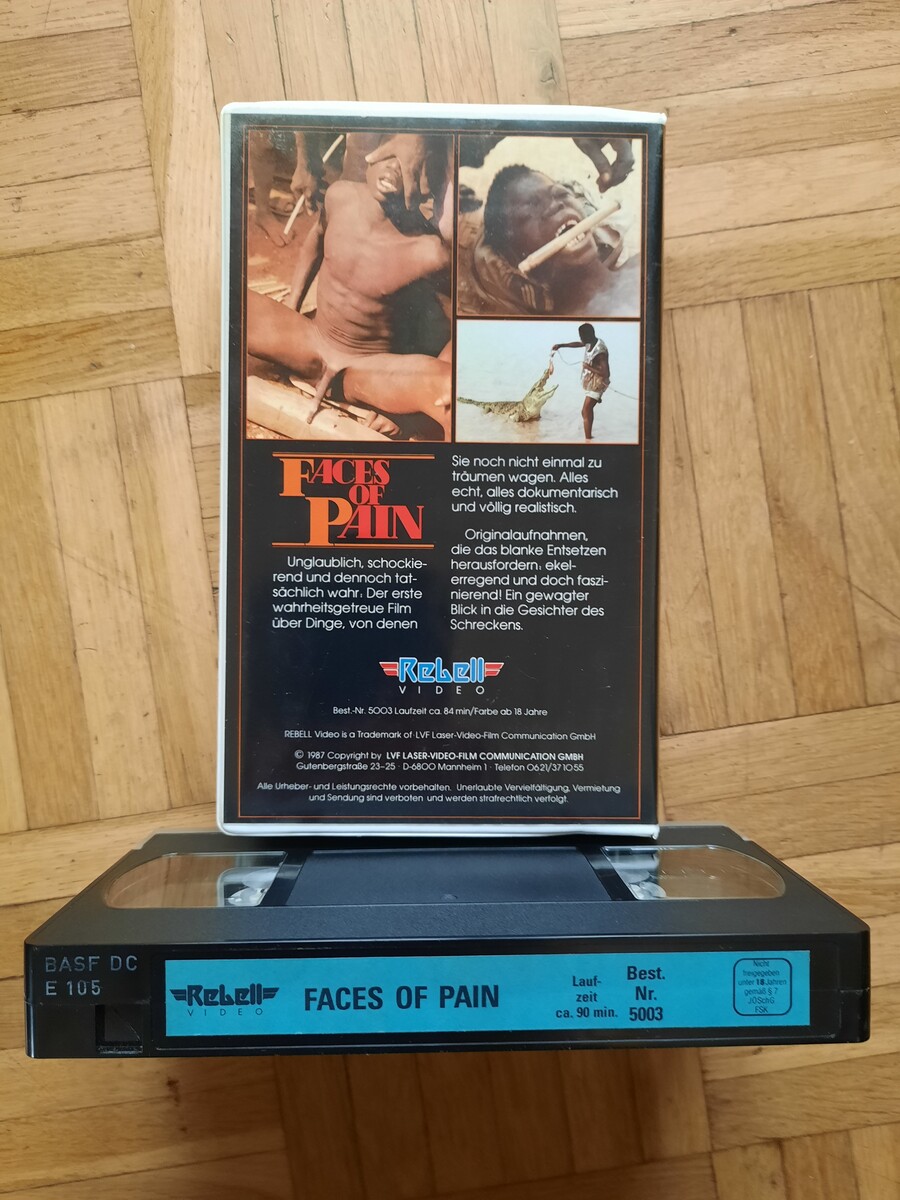 FACES
OF
PAIN
Unglaublich, schockie-
rend und dennoch tat-
sächlich wahr: Der erste
wahrheitsgetreue Film
über Dinge, von denen
Sie noch nicht einmal zu
träumen wagen. Alles
echt, alles dokumentarisch
und völlig realistisch.
Originalaufnahmen,
die das blanke Entsetzen
herausfordern: ekel-
erregend und doch faszi-
nierend! Ein gewagter
Blick in die Gesichter des
Schreckens.
Rebell
VIDEO
Best.-Nr. 5003 Laufzeit ca. 84 min/Farbe ab 18 Jahre
REBELL Video is a Trademark of LVF Laser-Video-Film Communication GmbH
© 1987 Copyright by LVF LASER-VIDEO-FILM COMMUNICATION GMBH
Gutenbergstraße 23-25 · D-6800 Mannheim 1 · Telefon 0621/371055
Alle Urheber- und Leistungsrechte vorbehalten. Unerlaubte Vervielfältigung, Vermietung
und Sendung sind verboten und werden strafrechtlich verfolgt.
BASF DC
E 105
Rebell
VIDEO
FACES OF PAIN
Lauf-
zeit
ca. 90 min.
Best.
Nr.
5003
Nicht
freigegeben
unter 18 Jahren
gemäß § 7
JÖSchG
FSK